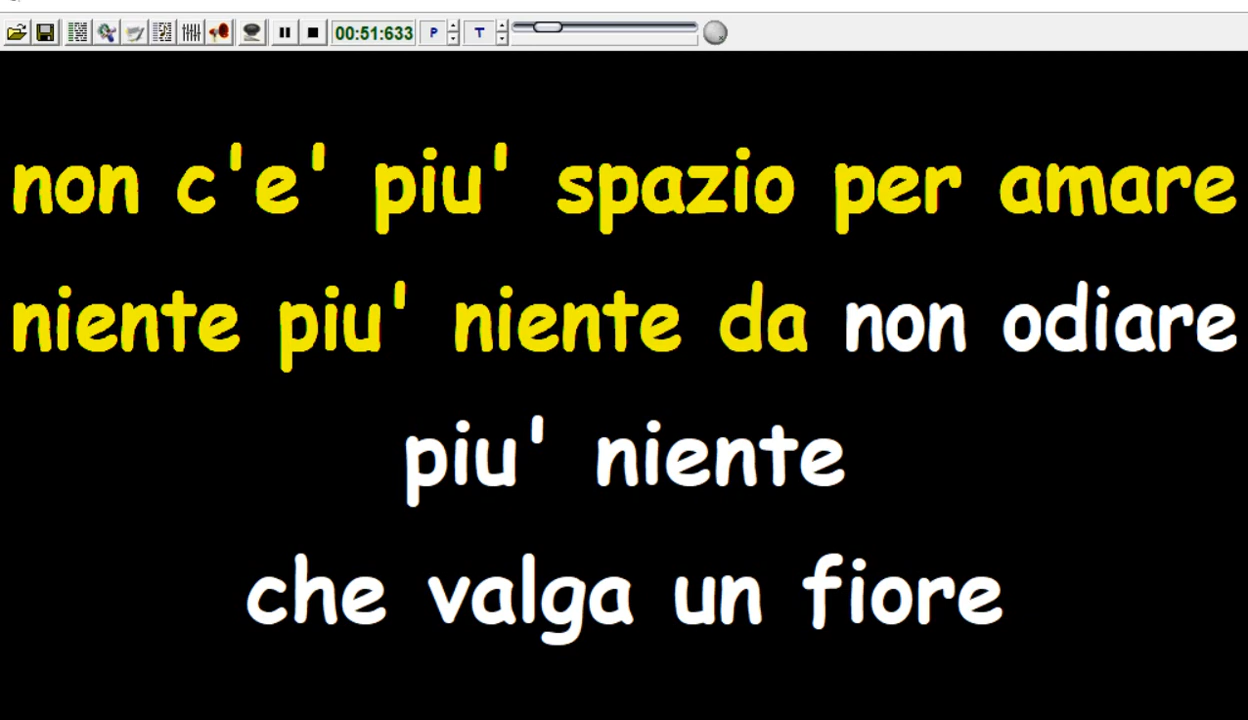 00:51:633 P T
non c'e' piu' spazio per amare
niente piu' niente da non odiare
piu' niente
che valga un fiore